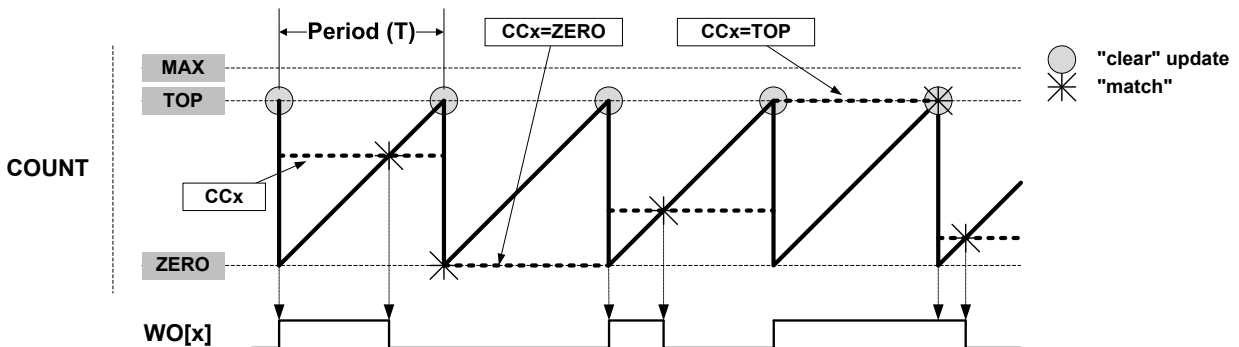 Period (T)
CCx=ZERO
CCx=TOP
"clear" update
"match"
MAX
TOP
COUNT
CCx
ZERO
WO[x]